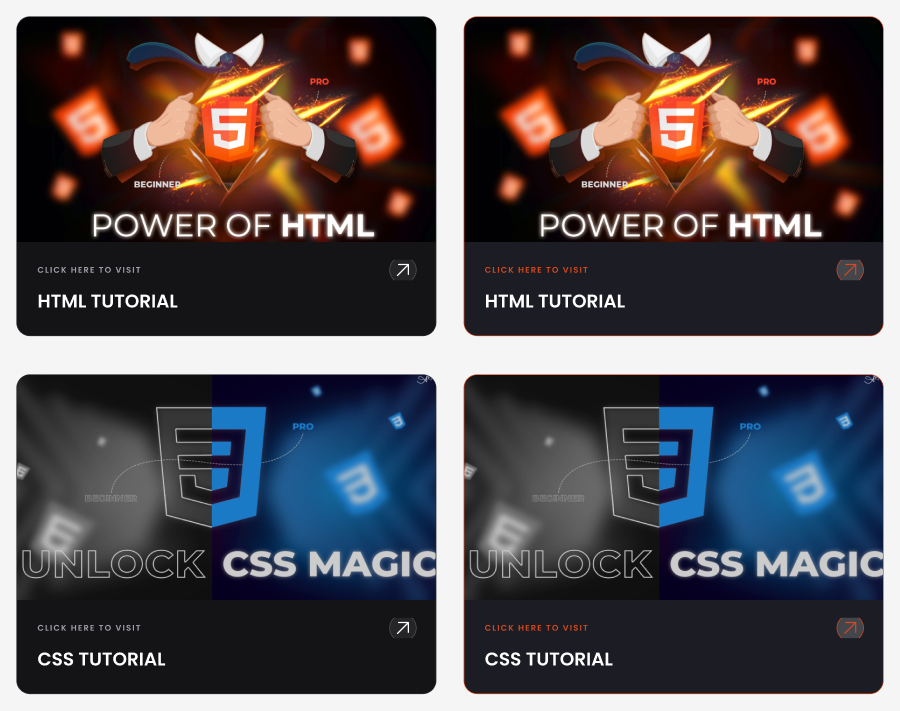 PRO
BEGINNER
POWER OF HTML
CLICK HERE TO VISIT
HTML TUTORIAL
PRO
BEGINNER
POWER OF HTML
CLICK HERE TO VISIT
HTML TUTORIAL
PRO
BEGINNER
UNLOCK CSS MAGIC
CLICK HERE TO VISIT
CSS TUTORIAL
PRO
BEGINNER
UNLOCK CSS MAGIC
CLICK HERE TO VISIT
CSS TUTORIAL